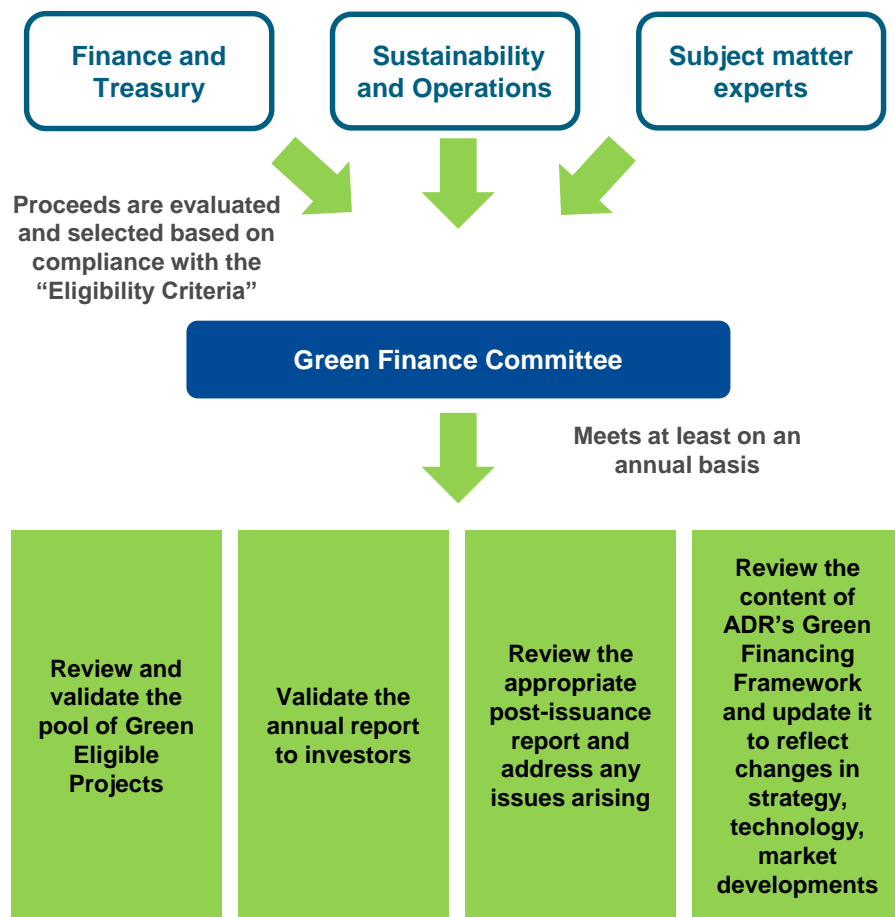 Finance and
Treasury
Sustainability
and Operations
Subject matter
experts
Proceeds are evaluated
and selected based on
compliance with the
“Eligibility Criteria”
Green Finance Committee
Meets at least on an
annual basis
Review and
validate the
pool of Green
Eligible
Projects
Validate the
annual report
to investors
Review the
appropriate
post-issuance
report and
address any
issues arising
Review the
content of
ADR’s Green
Financing
Framework
and update it
to reflect
changes in
strategy,
technology,
market
developments